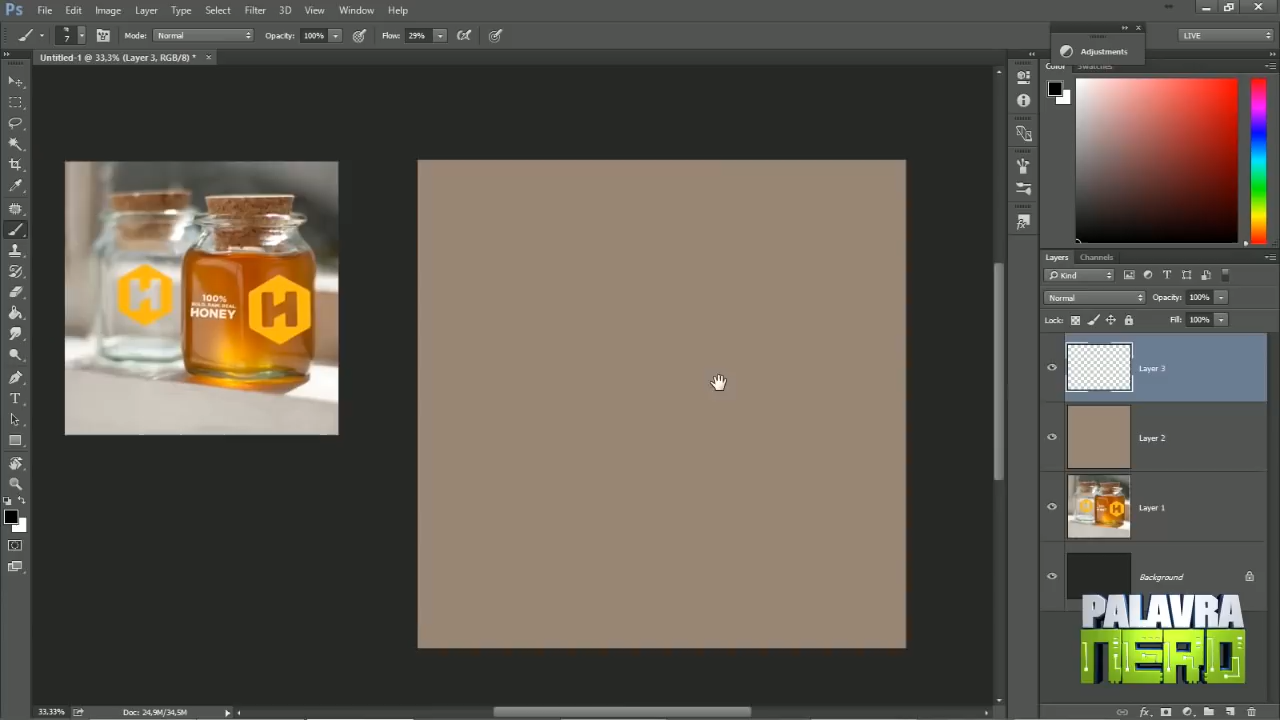 Ps File Edit Image Layer Type Select Filter 3D View Window Help
7 Mode: Normal Opacity: 100% Flow: 29% LIVE
Untitled-1 @ 33,3% (Layer 3, RGB/8) * ×
Adjustments
Color Swatches
H
H
100%
HONEY
Layers Channels
Kind
Normal Opacity: 100%
Lock: Fill: 100%
Layer 3
Layer 2
Layer 1
Background
PALAVRA
NERD
33,33% Doc: 24,9M/34,5M